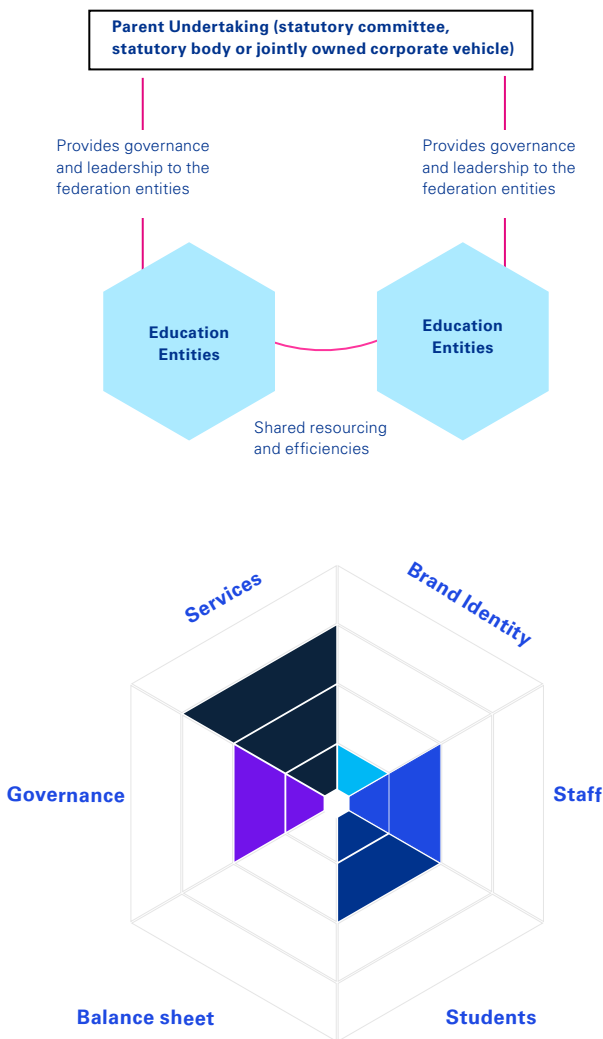 Parent Undertaking (statutory committee,
statutory body or jointly owned corporate vehicle)
Provides governance
and leadership to the
federation entities
Provides governance
and leadership to the
federation entities
Education
Entities
Education
Entities
Shared resourcing
and efficiencies
Services
Brand Identity
Governance
Staff
Balance sheet
Students